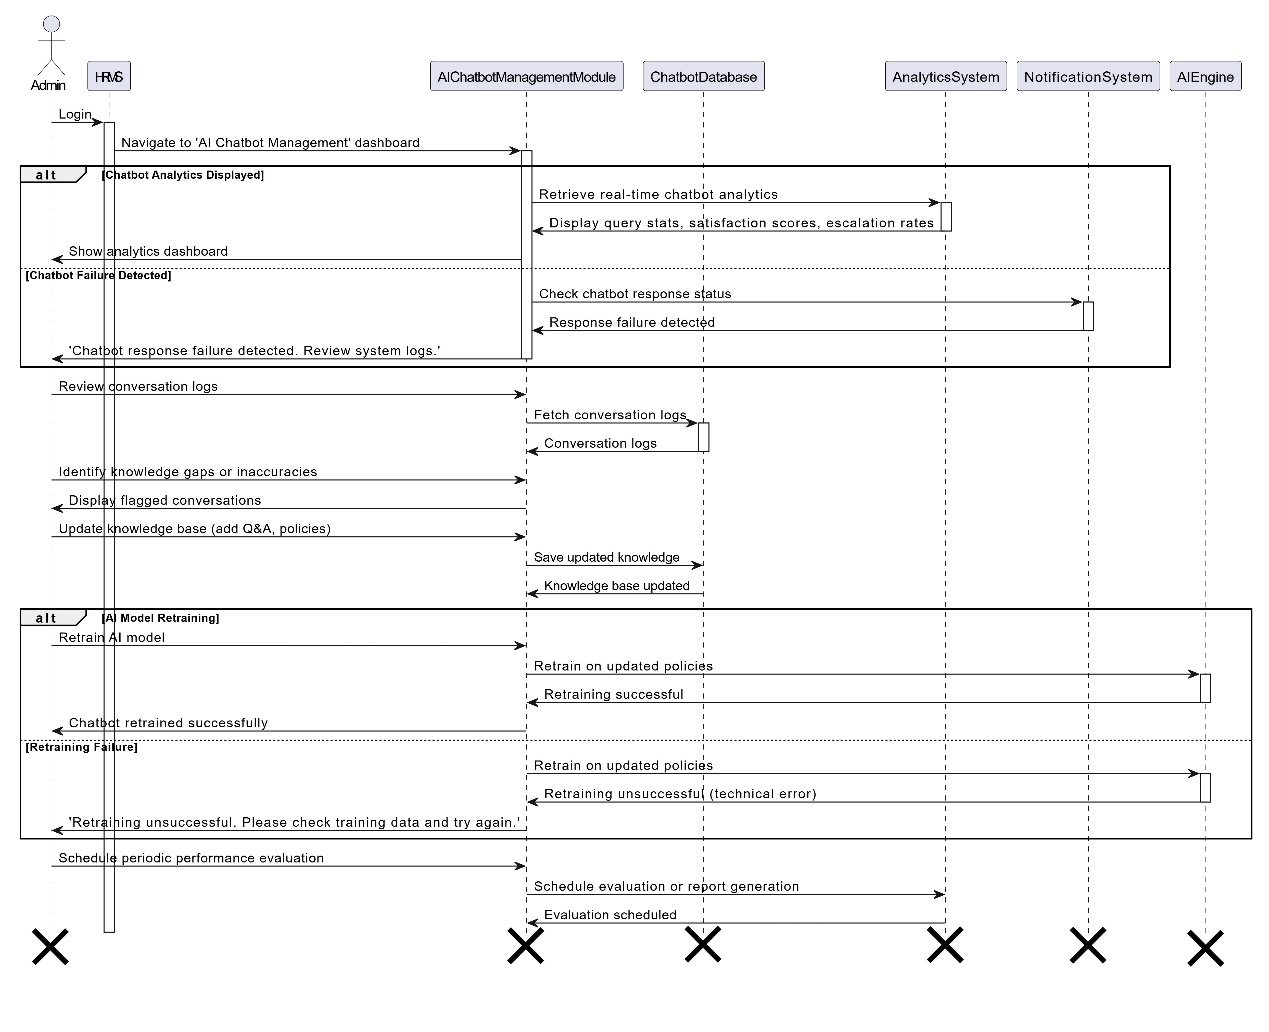 Admin
HRMS
AIChatbotManagementModule
ChatbotDatabase
AnalyticsSystem
NotificationSystem
AIEngine
Login
Navigate to 'AI Chatbot Management' dashboard
alt
[Chatbot Analytics Displayed]
Retrieve real-time chatbot analytics
Display query stats, satisfaction scores, escalation rates
Show analytics dashboard
[Chatbot Failure Detected]
Check chatbot response status
Response failure detected
'Chatbot response failure detected. Review system logs.'
Review conversation logs
Fetch conversation logs
Conversation logs
Identify knowledge gaps or inaccuracies
Display flagged conversations
Update knowledge base (add Q&A, policies)
Save updated knowledge
Knowledge base updated
alt
[AI Model Retraining]
Retrain AI model
Retrain on updated policies
Retraining successful
Chatbot retrained successfully
[Retraining Failure]
Retrain on updated policies
Retraining unsuccessful (technical error)
'Retraining unsuccessful. Please check training data and try again.'
Schedule periodic performance evaluation
Schedule evaluation or report generation
Evaluation scheduled